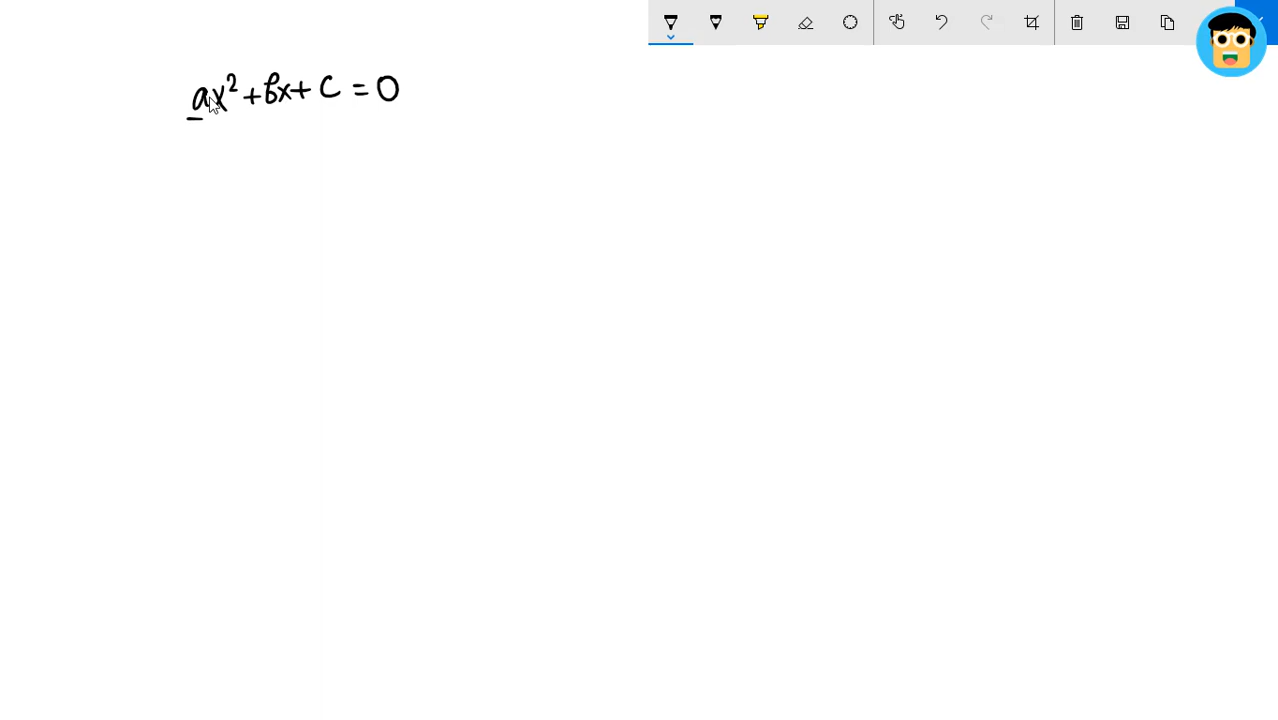 ax² + bx + c = 0